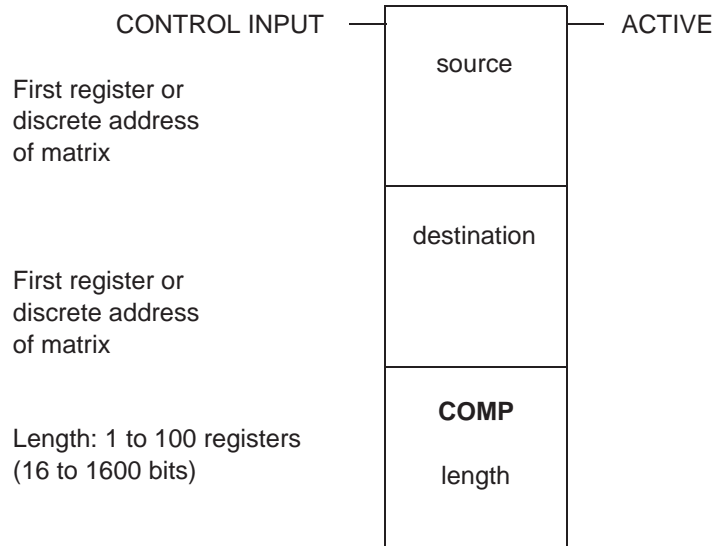 CONTROL INPUT
ACTIVE
source
First register or
discrete address
of matrix
destination
First register or
discrete address
of matrix
COMP
Length: 1 to 100 registers
(16 to 1600 bits)
length